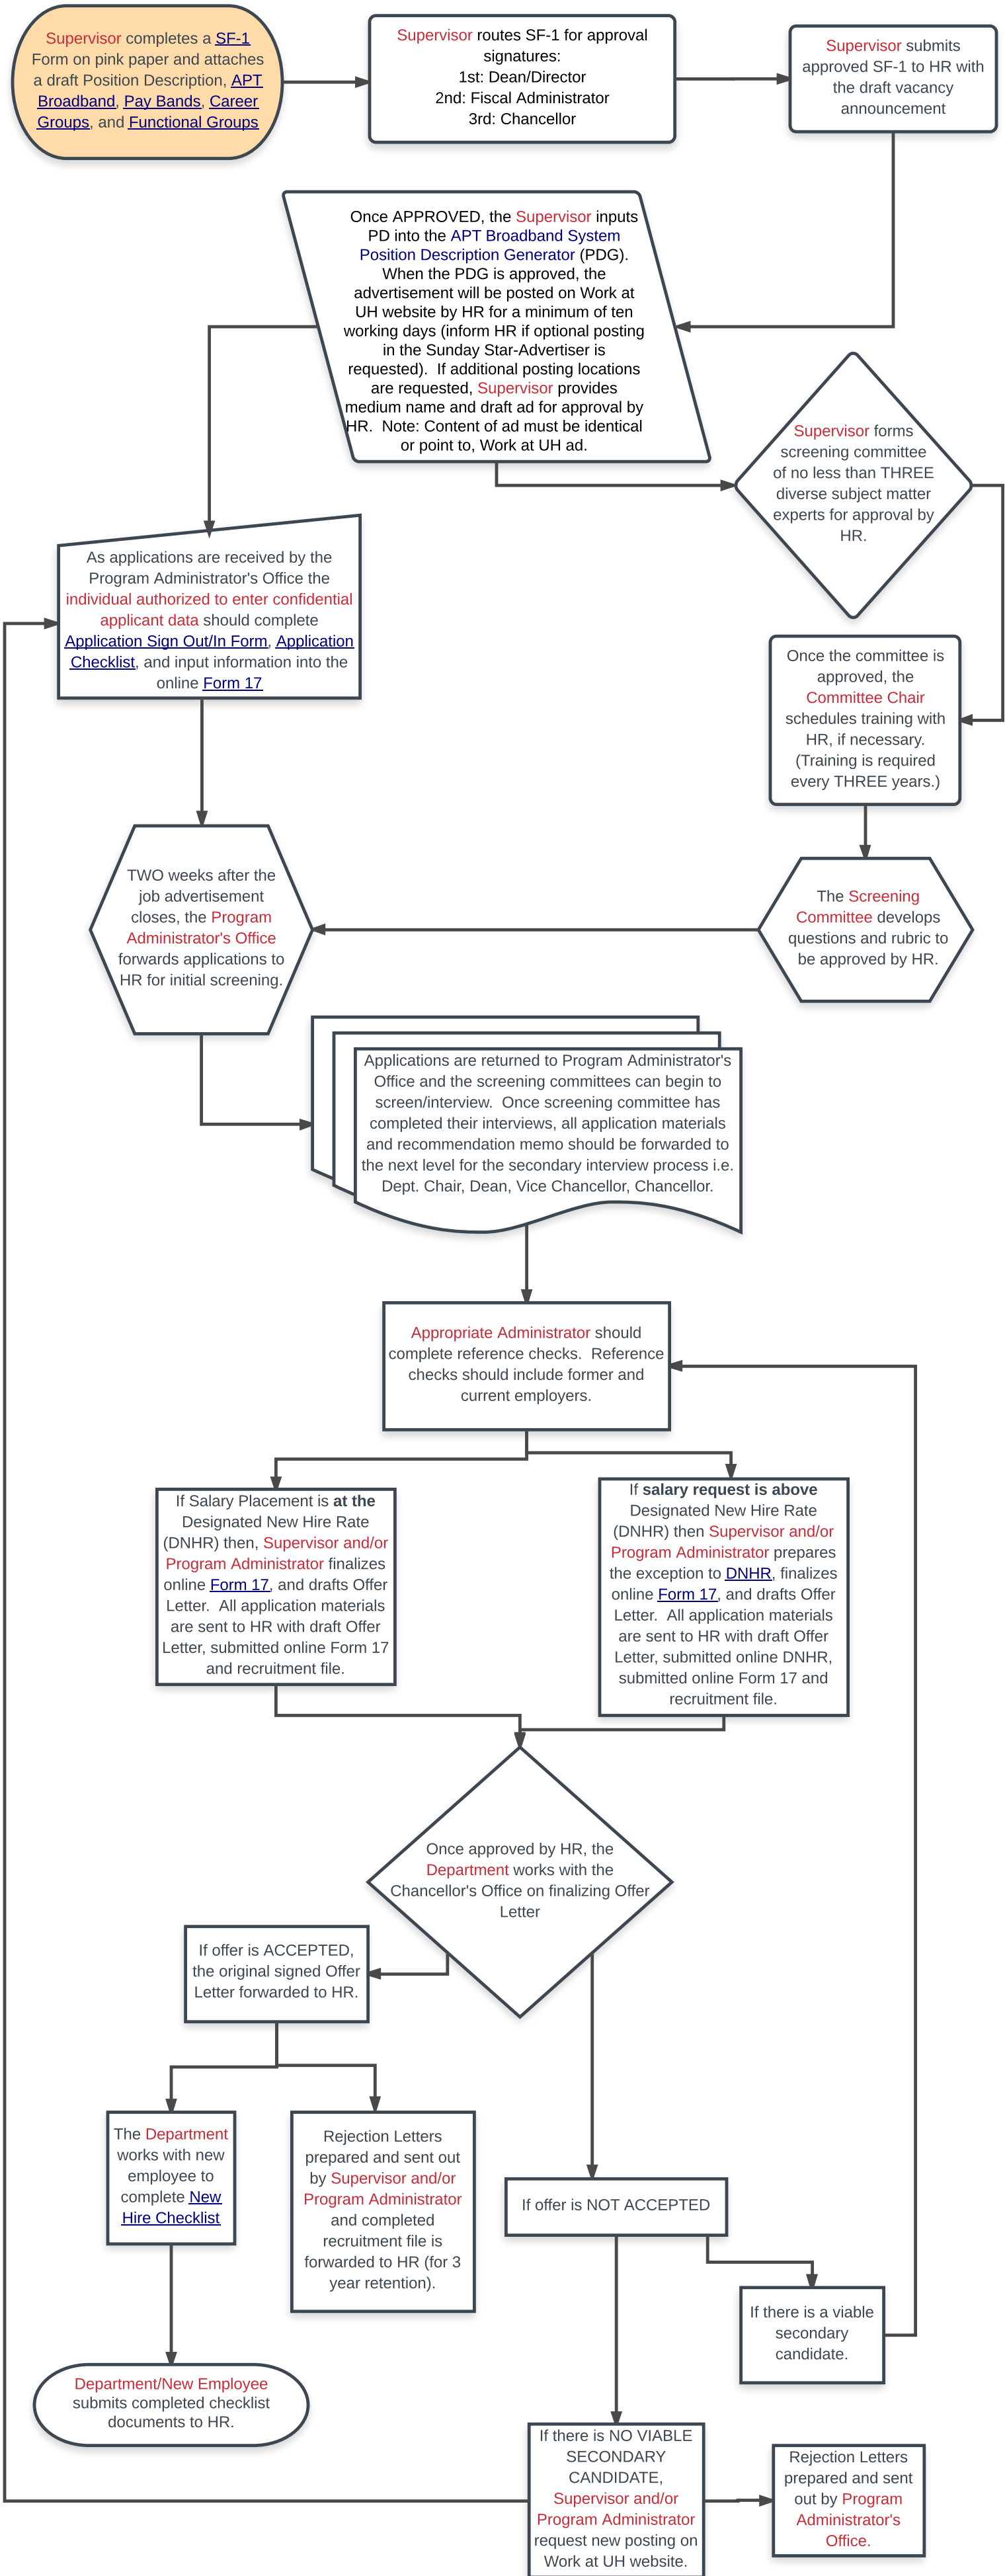 Supervisor completes a SF-1
Form on pink paper and attaches
a draft Position Description, APT
Broadband, Pay Bands, Career
Groups, and Functional Groups
Supervisor routes SF-1 for approval
signatures:
1st: Dean/Director
2nd: Fiscal Administrator
3rd: Chancellor
Supervisor submits
approved SF-1 to HR with
the draft vacancy
announcement
Once APPROVED, the Supervisor inputs
PD into the APT Broadband System
Position Description Generator (PDG).
When the PDG is approved, the
advertisement will be posted on Work at
UH website by HR for a minimum of ten
working days (inform HR if optional posting
in the Sunday Star-Advertiser is
requested).  If additional posting locations
are requested, Supervisor provides
medium name and draft ad for approval by
HR.  Note: Content of ad must be identical
or point to, Work at UH ad.
Supervisor forms
screening committee
of no less than THREE
diverse subject matter
experts for approval by
HR.
As applications are received by the
Program Administrator's Office the
individual authorized to enter confidential
applicant data should complete
Application Sign Out/In Form, Application
Checklist, and input information into the
online Form 17
Once the committee is
approved, the
Committee Chair
schedules training with
HR, if necessary.
(Training is required
every THREE years.)
TWO weeks after the
job advertisement
closes, the Program
Administrator's Office
forwards applications to
HR for initial screening.
The Screening
Committee develops
questions and rubric to
be approved by HR.
Applications are returned to Program Administrator's
Office and the screening committees can begin to
screen/interview.  Once screening committee has
completed their interviews, all application materials
and recommendation memo should be forwarded to
the next level for the secondary interview process i.e.
Dept. Chair, Dean, Vice Chancellor, Chancellor.
Appropriate Administrator should
complete reference checks.  Reference
checks should include former and
current employers.
If Salary Placement is at the
Designated New Hire Rate
(DNHR) then, Supervisor and/or
Program Administrator finalizes
online Form 17, and drafts Offer
Letter.  All application materials
are sent to HR with draft Offer
Letter, submitted online Form 17
and recruitment file.
If salary request is above
Designated New Hire Rate
(DNHR) then Supervisor and/or
Program Administrator prepares
the exception to DNHR, finalizes
online Form 17, and drafts Offer
Letter.  All application materials
are sent to HR with draft Offer
Letter, submitted online DNHR,
submitted online Form 17 and
recruitment file.
Once approved by HR, the
Department works with the
Chancellor's Office on finalizing Offer
Letter
If offer is ACCEPTED,
the original signed Offer
Letter forwarded to HR.
The Department
works with new
employee to
complete New
Hire Checklist
Rejection Letters
prepared and sent out
by Supervisor and/or
Program Administrator
and completed
recruitment file is
forwarded to HR (for 3
year retention).
If offer is NOT ACCEPTED
If there is a viable
secondary
candidate.
Department/New Employee
submits completed checklist
documents to HR.
If there is NO VIABLE
SECONDARY
CANDIDATE,
Supervisor and/or
Program Administrator
request new posting on
Work at UH website.
Rejection Letters
prepared and sent
out by Program
Administrator's
Office.